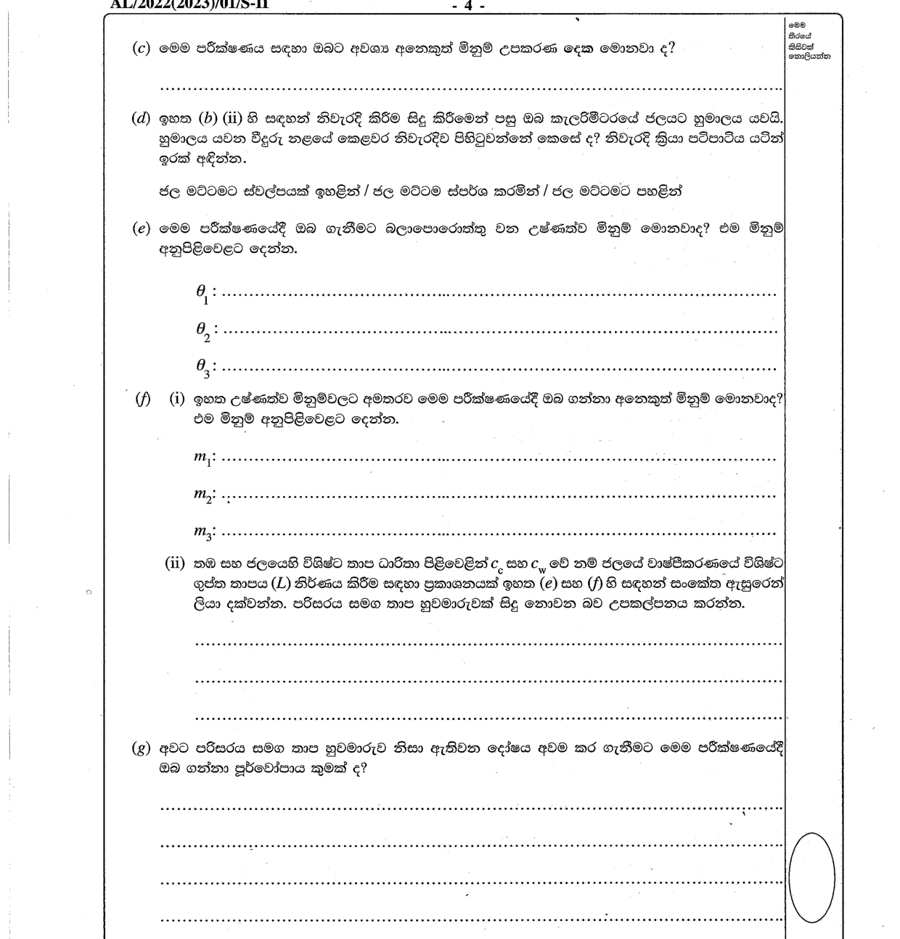 AL/2022(2023)/01/S-II - 4 -
මෙම
තීරයේ
කිසිවක්
නොලියන්න
(c) මෙම පරීක්ෂණය සඳහා ඔබට අවශ්‍ය අනෙකුත් මිනුම් උපකරණ දෙක මොනවා ද?
(d) ඉහත (b) (ii) හි සඳහන් නිවැරදි කිරීම සිදු කිරීමෙන් පසු ඔබ කැලරිමීටරයේ ජලයට හුමාලය යවයි.
හුමාලය යවන වීදුරු නළයේ කෙළවර නිවැරදිව පිහිටුවන්නේ කෙසේ ද? නිවැරදි ක්‍රියා පටිපාටිය යටින්
ඉරක් අඳින්න.
ජල මට්ටමට ස්වල්පයක් ඉහළින් / ජල මට්ටම ස්පර්ශ කරමින් / ජල මට්ටමට පහළින්
(e) මෙම පරීක්ෂණයේදී ඔබ ගැනීමට බලාපොරොත්තු වන උෂ්ණත්ව මිනුම් මොනවාද? එම මිනුම්
අනුපිළිවෙළට දෙන්න.
θ₁ : ........................................................................
θ₂ : ........................................................................
θ₃ : ........................................................................
(f) (i) ඉහත උෂ්ණත්ව මිනුම්වලට අමතරව මෙම පරීක්ෂණයේදී ඔබ ගන්නා අනෙකුත් මිනුම් මොනවාද?
එම මිනුම් අනුපිළිවෙළට දෙන්න.
m₁: ........................................................................
m₂: ........................................................................
m₃: ........................................................................
(ii) තඹ සහ ජලයෙහි විශිෂ්ට තාප ධාරිතා පිළිවෙළින් c_c සහ c_w වේ නම් ජලයේ වාෂ්පීකරණයේ විශිෂ්ට
ගුප්ත තාපය (L) නිර්ණය කිරීම සඳහා ප්‍රකාශනයක් ඉහත (e) සහ (f) හි සඳහන් සංකේත ඇසුරෙන්
ලියා දක්වන්න. පරිසරය සමග තාප හුවමාරුවක් සිදු නොවන බව උපකල්පනය කරන්න.
(g) අවට පරිසරය සමග තාප හුවමාරුව නිසා ඇතිවන දෝෂය අවම කර ගැනීමට මෙම පරීක්ෂණයේදී
ඔබ ගන්නා පූර්වෝපාය කුමක් ද?